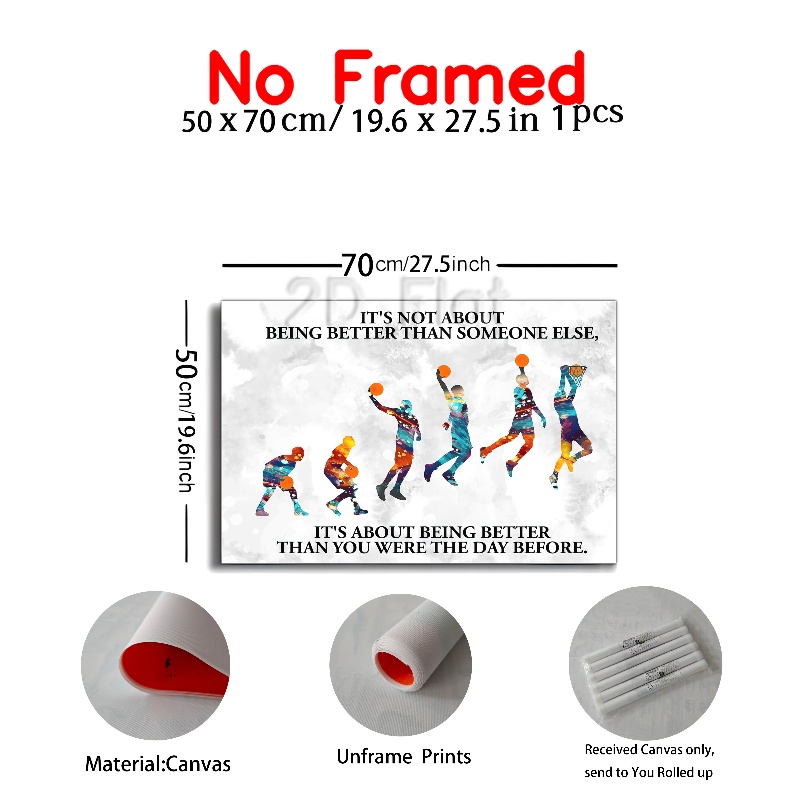 No Framed
50 x 70 cm/ 19.6 x 27.5 in 1pcs
70cm/27.5inch
2D Flat
IT'S NOT ABOUT
BEING BETTER THAN SOMEONE ELSE,
50cm/19.6inch
IT'S ABOUT BEING BETTER
THAN YOU WERE THE DAY BEFORE.
Material:Canvas
Unframe Prints
Received Canvas only,
send to You Rolled up